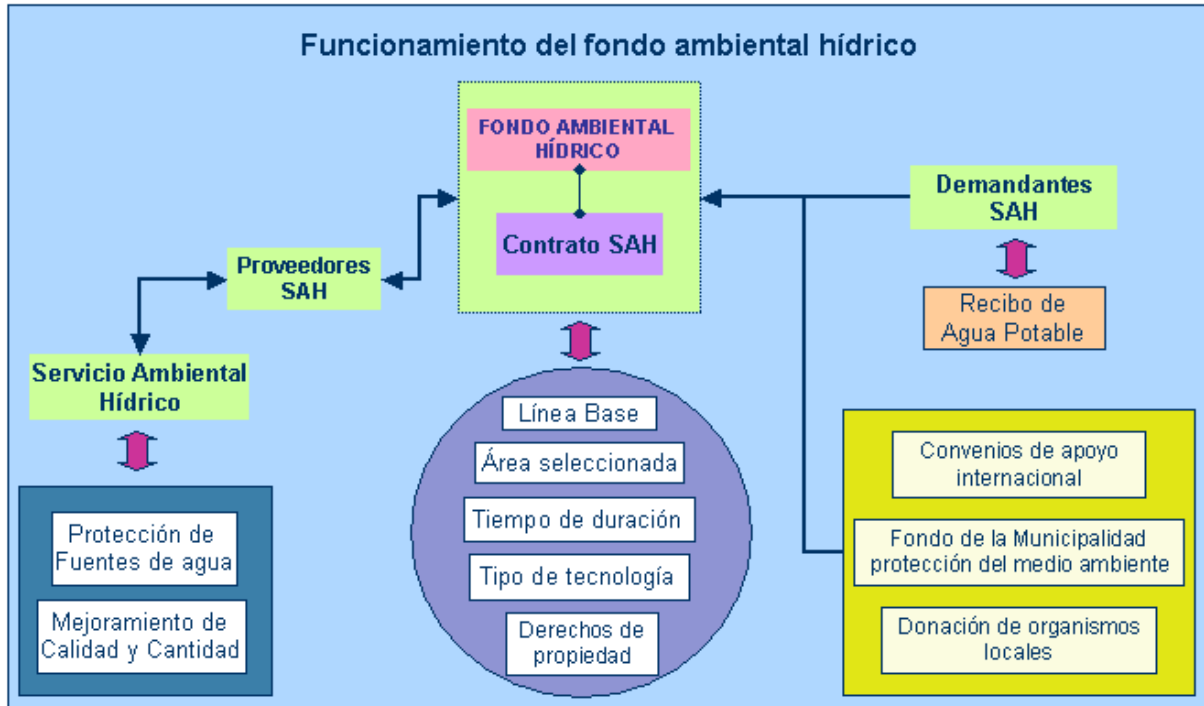 Funcionamiento del fondo ambiental hídrico
FONDO AMBIENTAL
HÍDRICO
Contrato SAH
Demandantes
SAH
Recibo de
Agua Potable
Proveedores
SAH
Servicio Ambiental
Hídrico
Protección de
Fuentes de agua
Mejoramiento de
Calidad y Cantidad
Línea Base
Área seleccionada
Tiempo de duración
Tipo de tecnología
Derechos de
propiedad
Convenios de apoyo
internacional
Fondo de la Municipalidad
protección del medio ambiente
Donación de organismos
locales